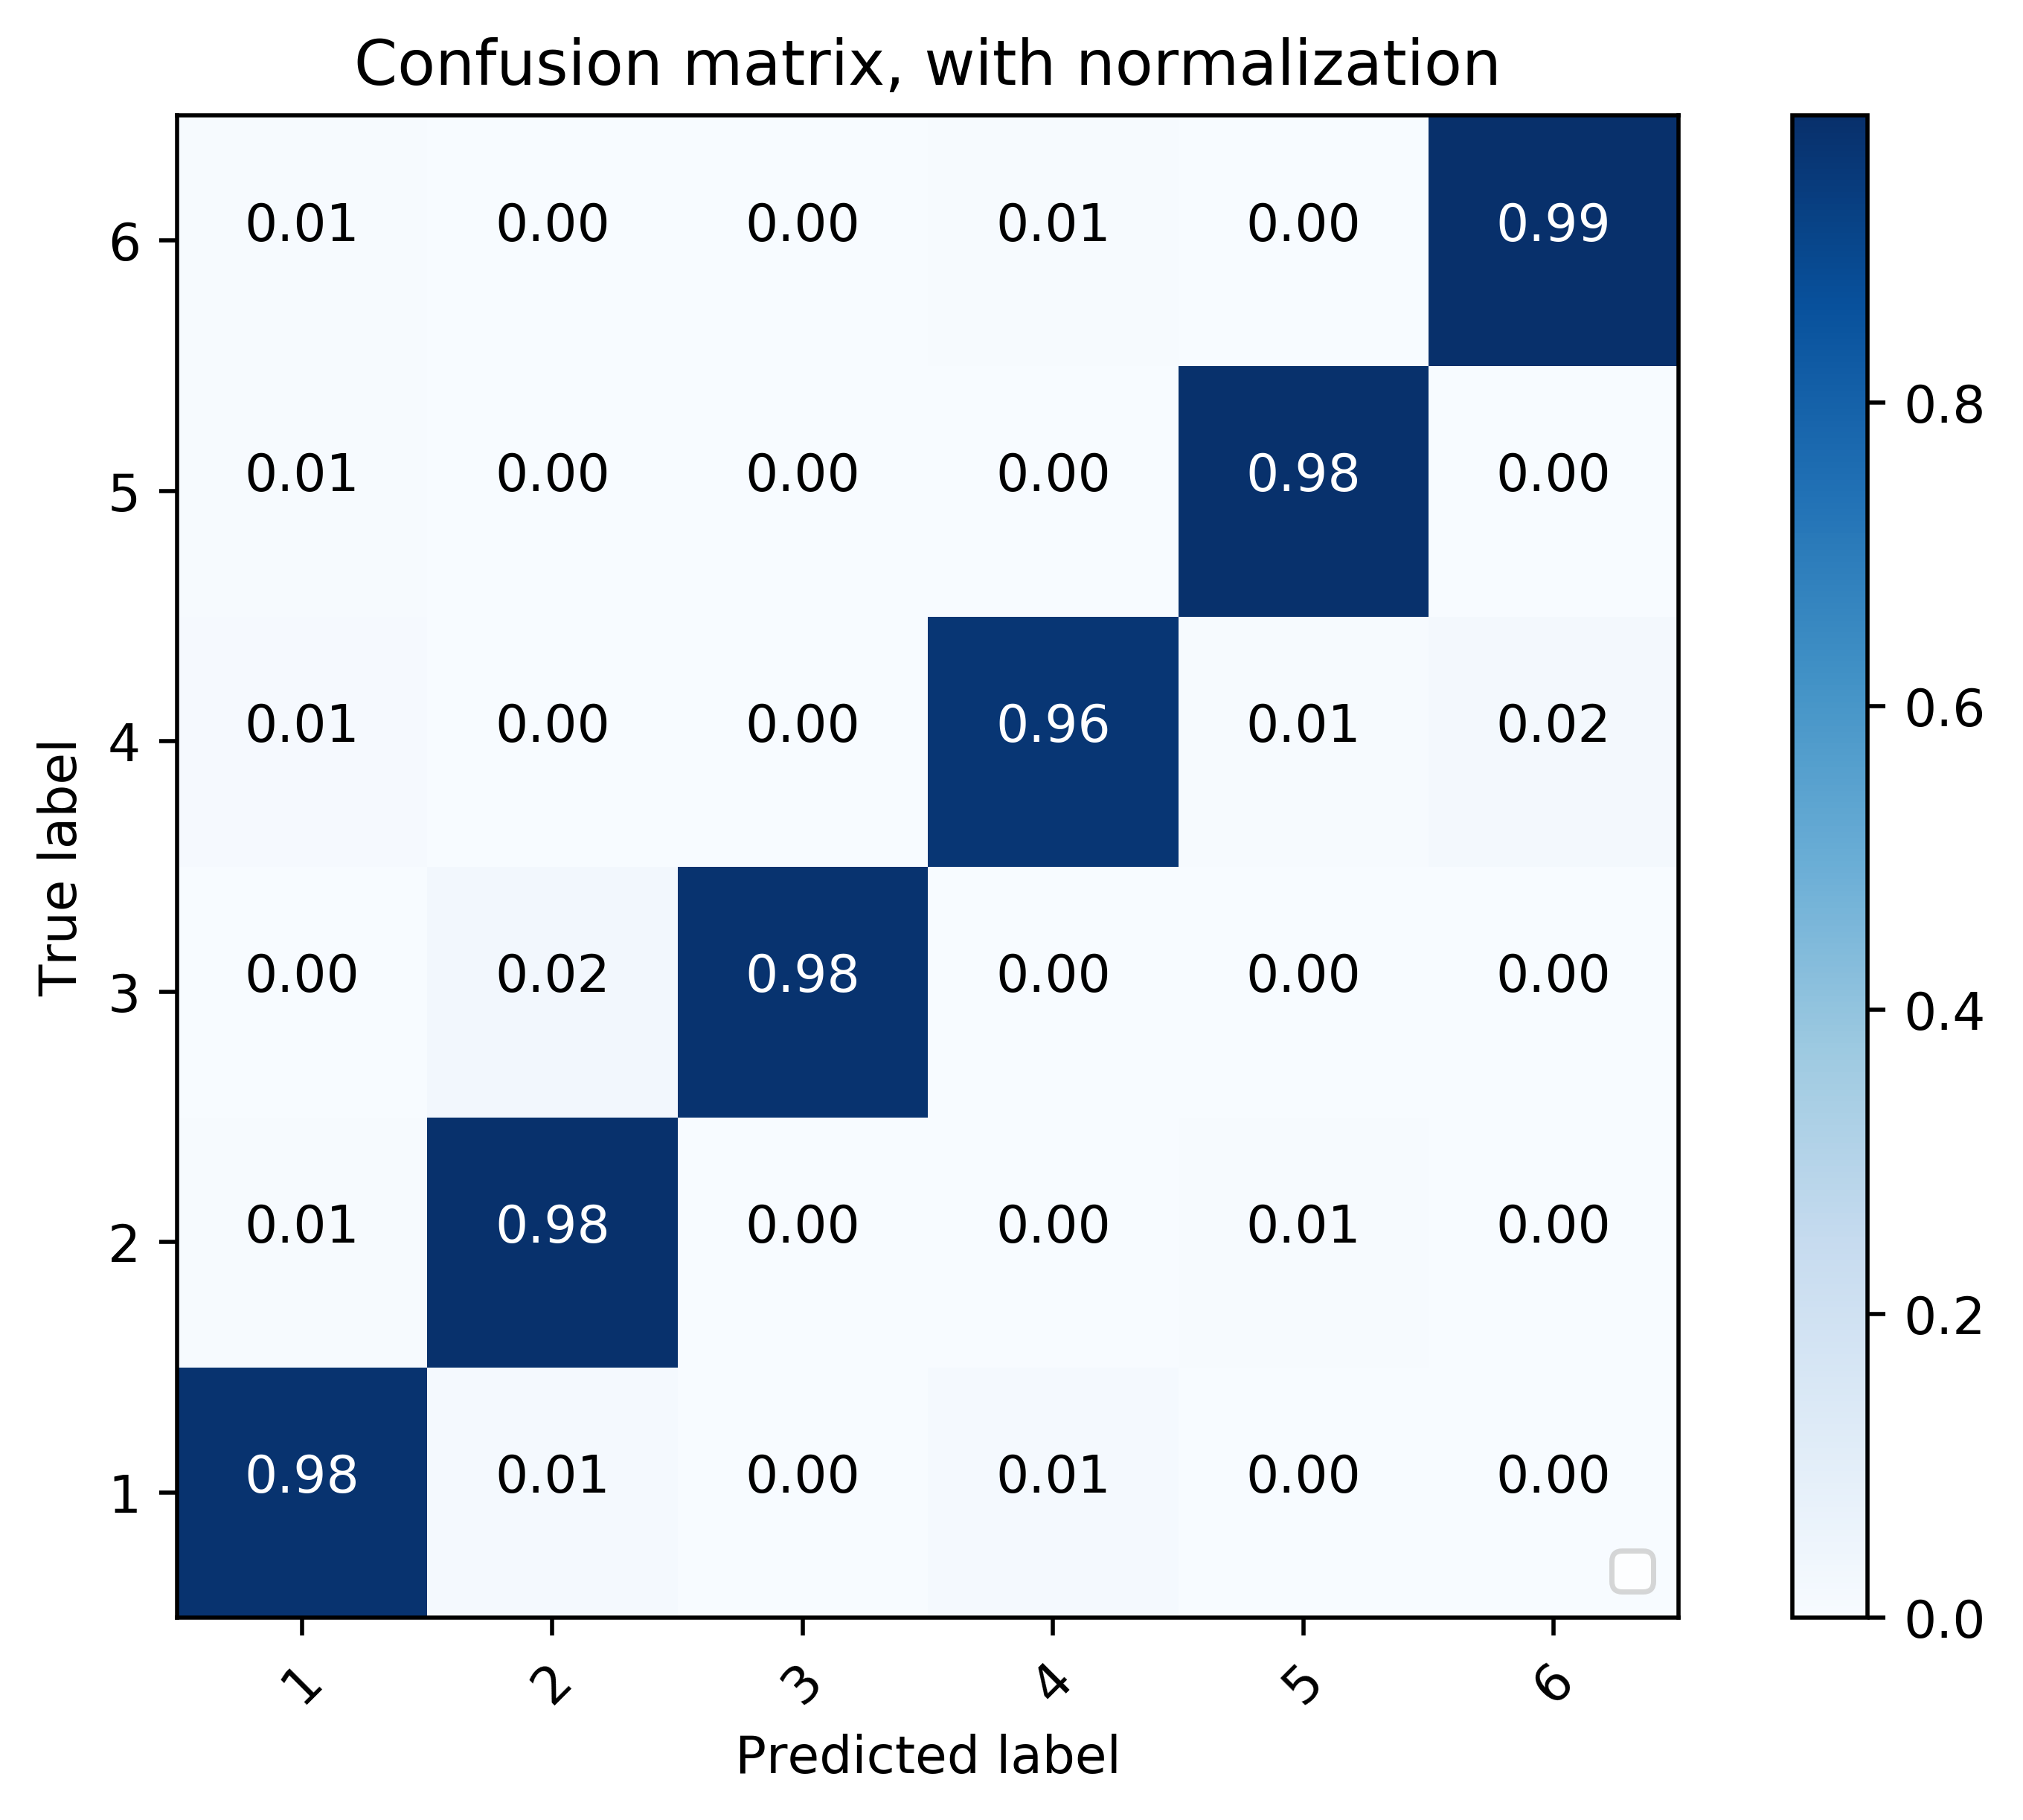 Confusion matrix, with normalization
6 0.01 0.00 0.00 0.01 0.00 0.99
5 0.01 0.00 0.00 0.00 0.98 0.00
4 0.01 0.00 0.00 0.96 0.01 0.02
3 0.00 0.02 0.98 0.00 0.00 0.00
2 0.01 0.98 0.00 0.00 0.01 0.00
1 0.98 0.01 0.00 0.01 0.00 0.00
True label
1 2 3 4 5 6
Predicted label
0.8
0.6
0.4
0.2
0.0